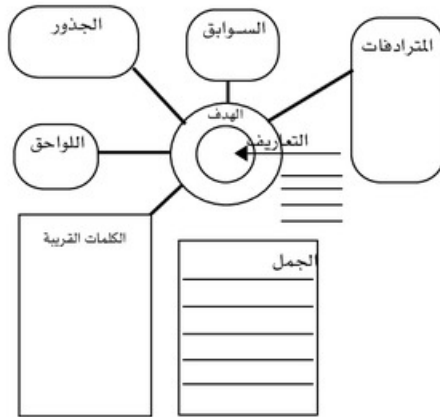 المترادفات
السوابق
الجذور
الهدف
التعاريف
اللواحق
الكلمات القريبة
الجمل